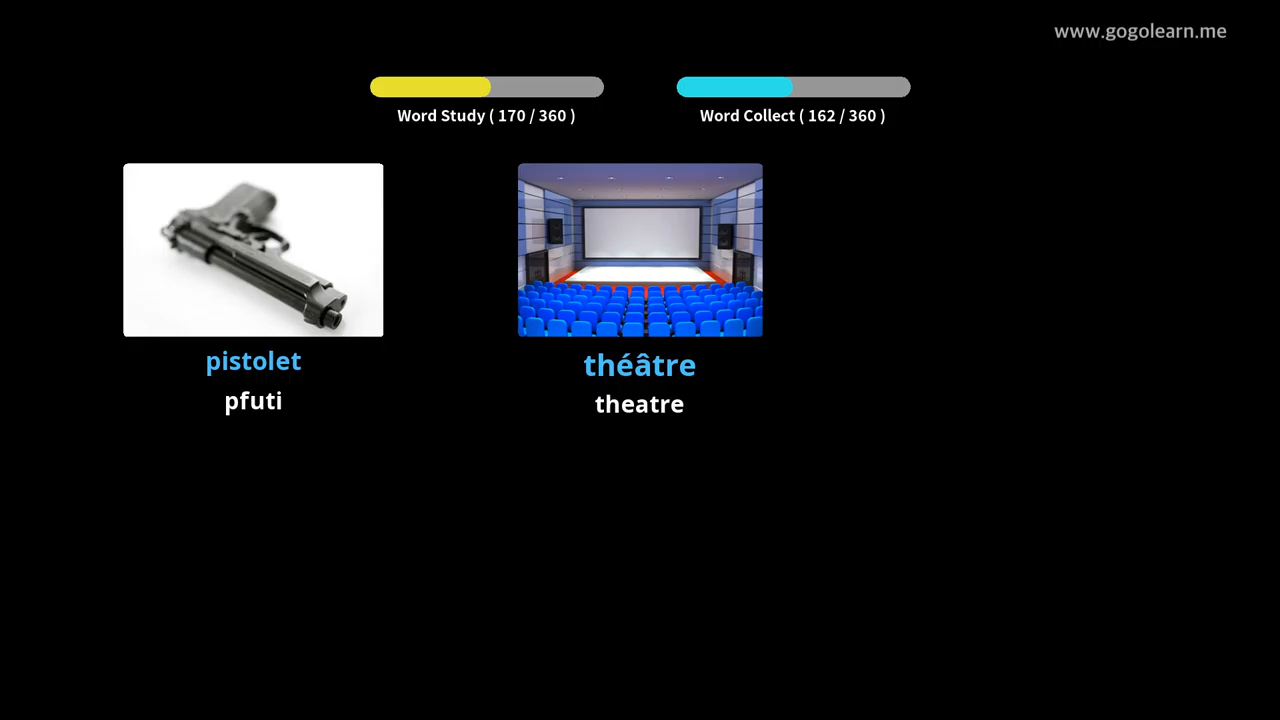 www.gogolearn.me
Word Study ( 170 / 360 )
Word Collect ( 162 / 360 )
pistolet
pfuti
théâtre
theatre